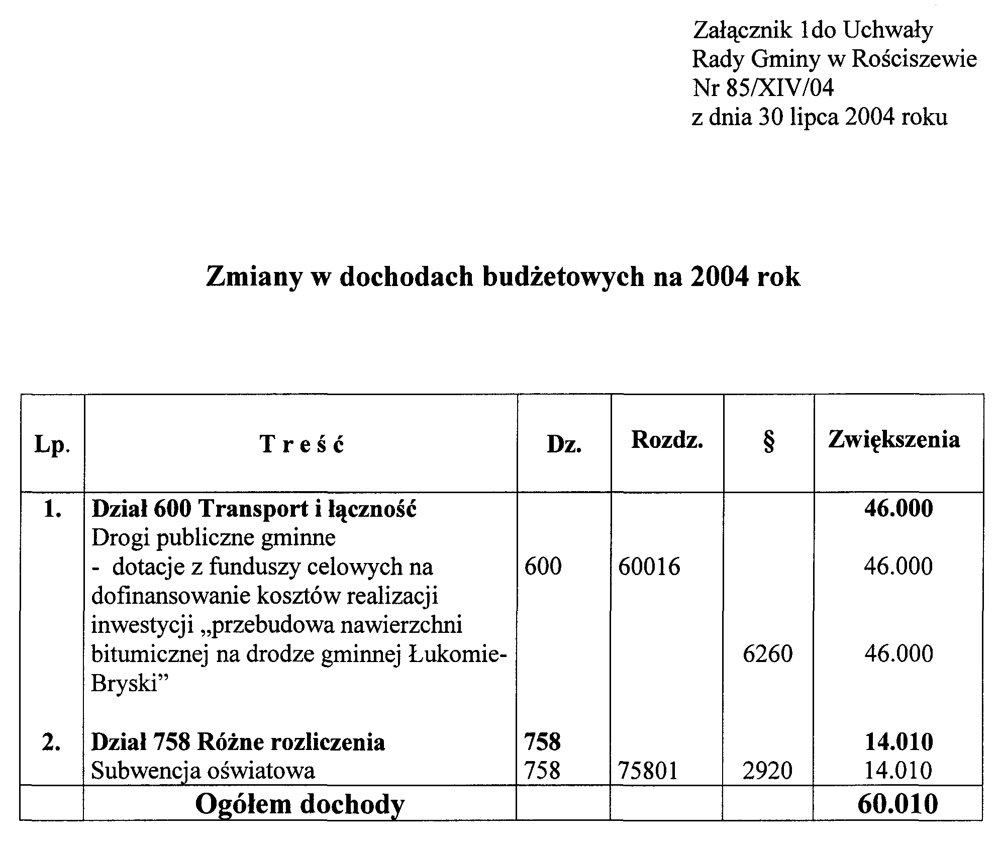 Załącznik 1do Uchwały
Rady Gminy w Rościszewie
Nr 85/XIV/04
z dnia 30 lipca 2004 roku
Zmiany w dochodach budżetowych na 2004 rok
Lp. T r e ś ć Dz. Rozdz. § Zwiększenia
1. Dział 600 Transport i łączność 46.000
Drogi publiczne gminne
- dotacje z funduszy celowych na 600 60016 46.000
dofinansowanie kosztów realizacji
inwestycji „przebudowa nawierzchni
bitumicznej na drodze gminnej Łukomie- 6260 46.000
Bryski”
2. Dział 758 Różne rozliczenia 758 14.010
Subwencja oświatowa 758 75801 2920 14.010
Ogółem dochody 60.010